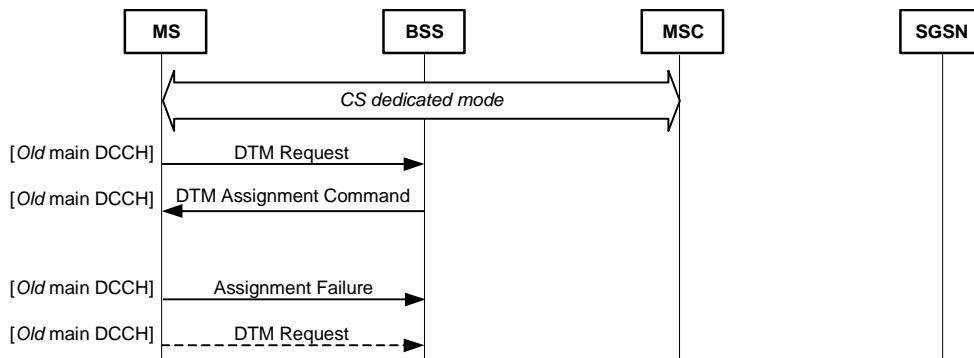 MS BSS MSC SGSN
CS dedicated mode
[Old main DCCH] DTM Request
[Old main DCCH] DTM Assignment Command
[Old main DCCH] Assignment Failure
[Old main DCCH] DTM Request